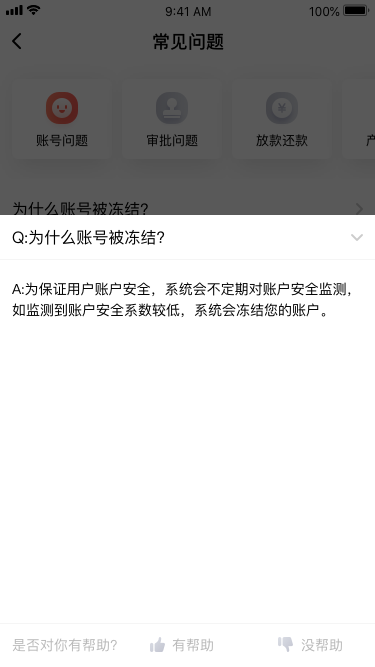 9:41 AM
100%
常见问题
账号问题
审批问题
放款还款
为什么账号被冻结?
Q:为什么账号被冻结?
A:为保证用户账户安全，系统会不定期对账户安全监测，
如监测到账户安全系数较低，系统会冻结您的账户。
是否对你有帮助?
有帮助
没帮助